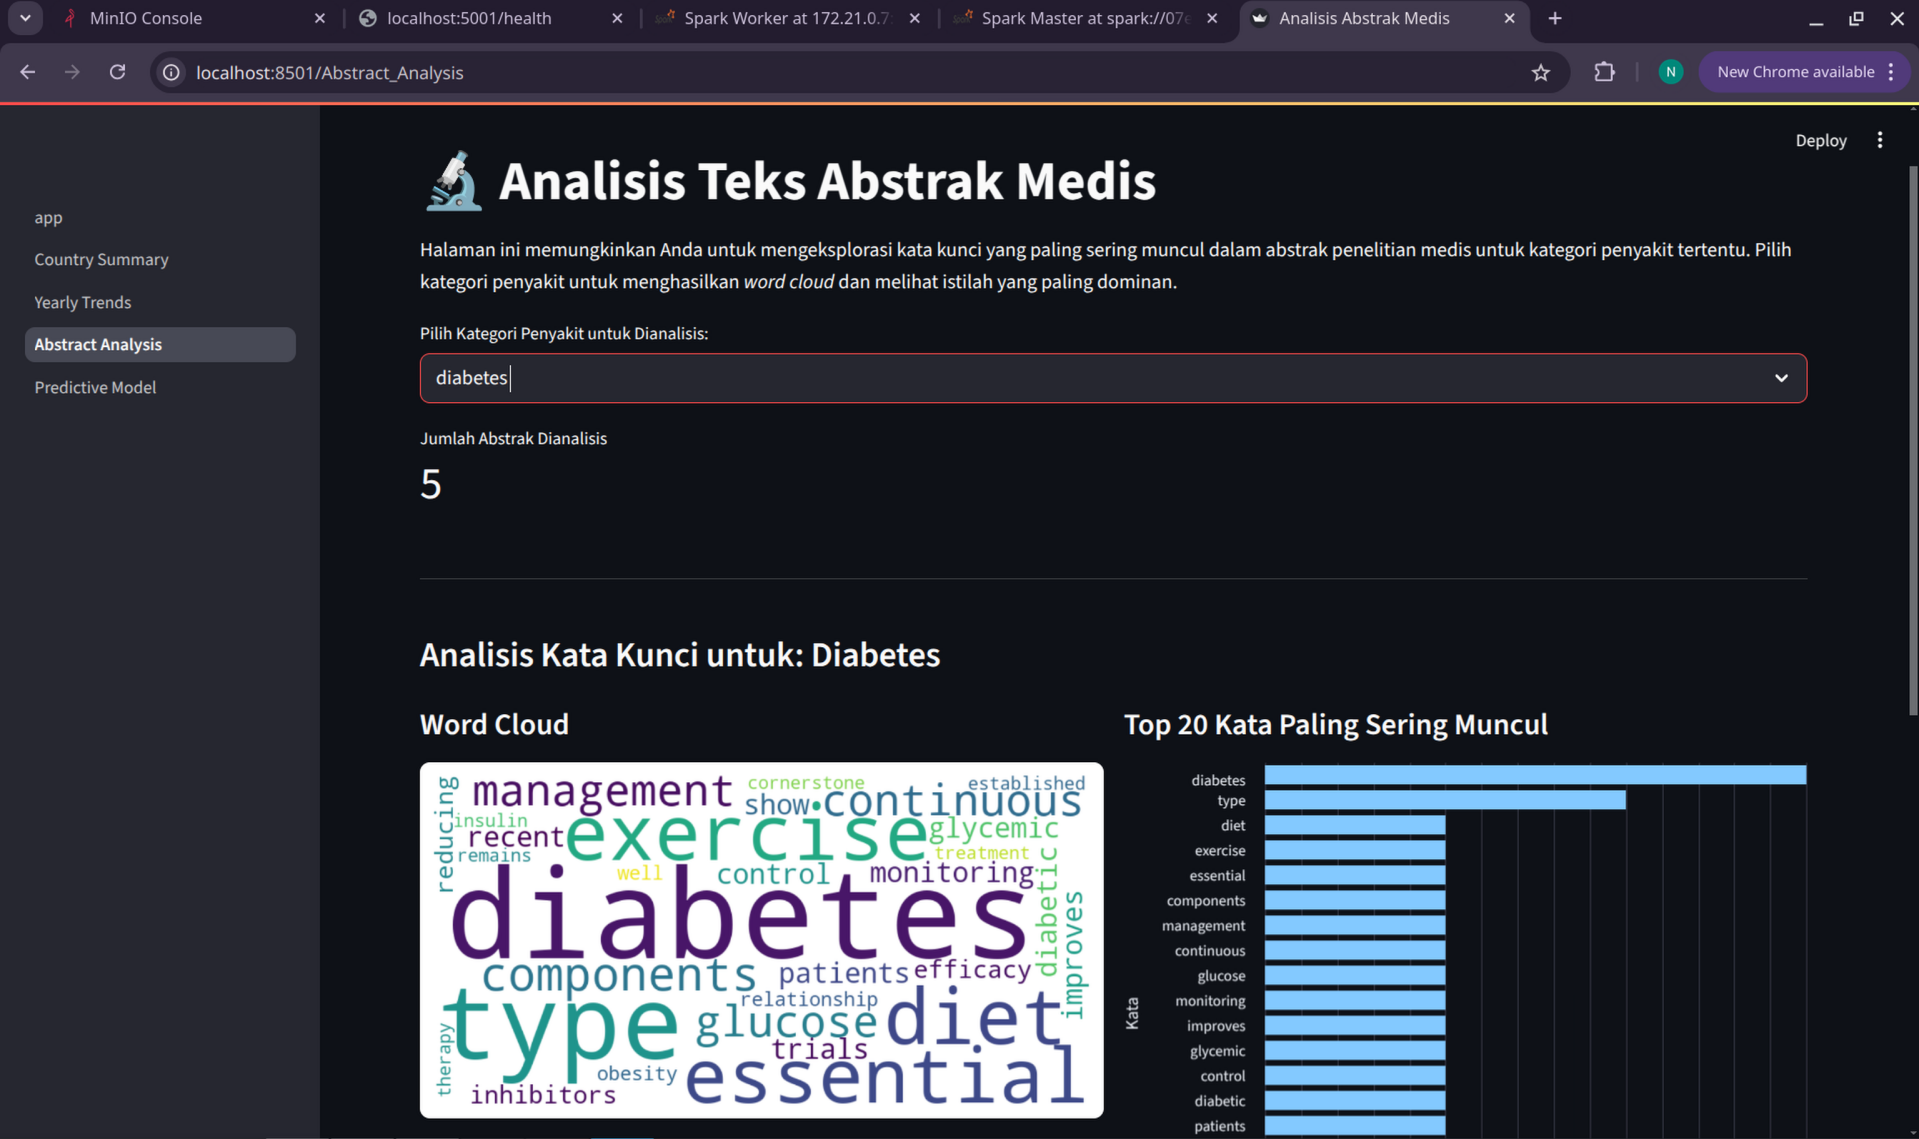 MinIO Console
localhost:5001/health
Spark Worker at 172.21.0.7:
Spark Master at spark://07
Analisis Abstrak Medis
localhost:8501/Abstract_Analysis
N
New Chrome available
Deploy
app
Country Summary
Yearly Trends
Abstract Analysis
Predictive Model
Analisis Teks Abstrak Medis
Halaman ini memungkinkan Anda untuk mengeksplorasi kata kunci yang paling sering muncul dalam abstrak penelitian medis untuk kategori penyakit tertentu. Pilih
kategori penyakit untuk menghasilkan word cloud dan melihat istilah yang paling dominan.
Pilih Kategori Penyakit untuk Dianalisis:
diabetes
Jumlah Abstrak Dianalisis
5
Analisis Kata Kunci untuk: Diabetes
Word Cloud
reducing
management
cornerstone
established
show
continuous
insulin
recent
exercise
glycemic
remains
treatment
well
control
monitoring
diabetes
diabetic
improves
components
patients
efficacy
relationship
type
glucose
diet
therapy
trials
obesity
essential
inhibitors
Top 20 Kata Paling Sering Muncul
Kata
diabetes
type
diet
exercise
essential
components
management
continuous
glucose
monitoring
improves
glycemic
control
diabetic
patients